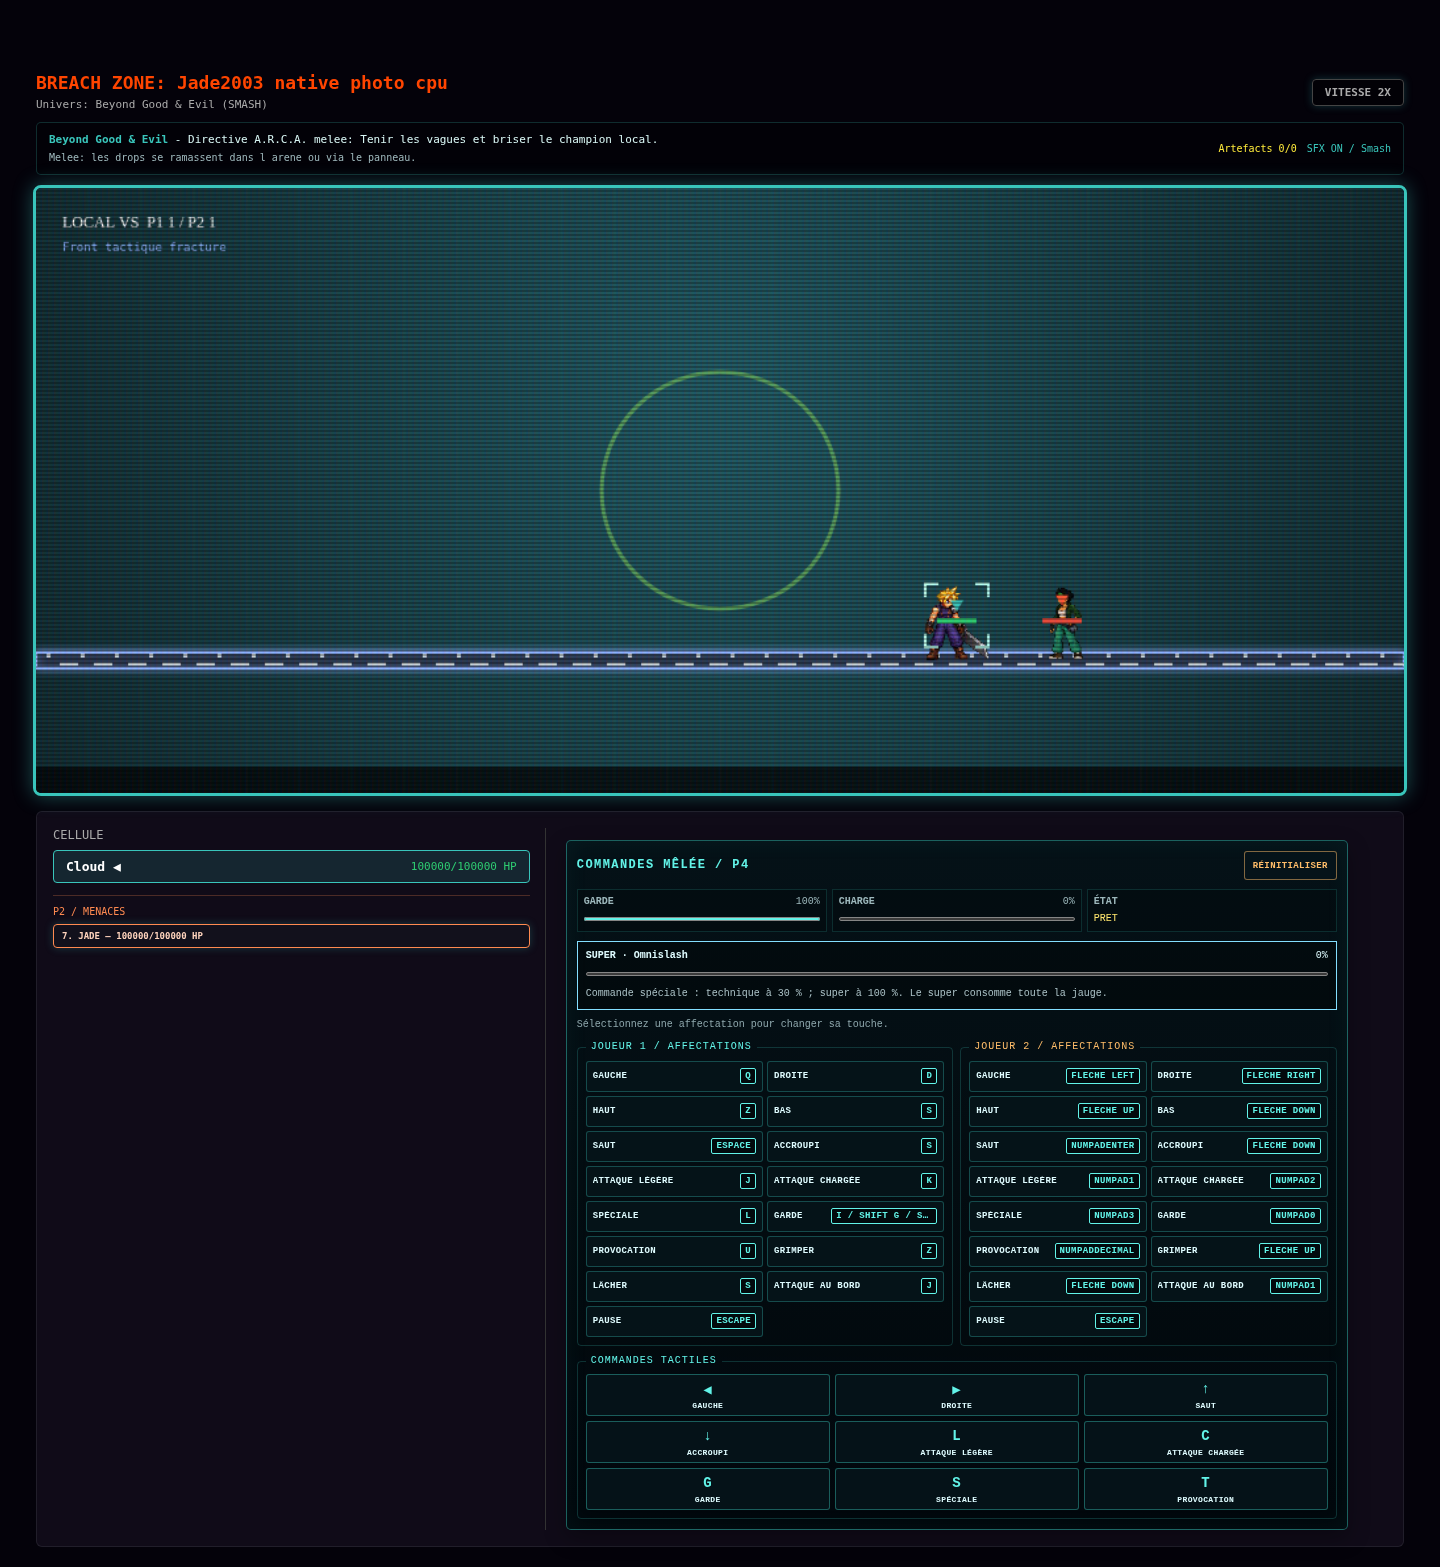 BREACH ZONE: Jade2003 native photo cpu
Univers: Beyond Good & Evil (SMASH)
VITESSE 2X
Beyond Good & Evil - Directive A.R.C.A. melee: Tenir les vagues et briser le champion local.
Melee: les drops se ramassent dans l arene ou via le panneau.
Artefacts 0/0 SFX ON / Smash
LOCAL VS P1 1 / P2 1
Front tactique fracture
CELLULE
Cloud ◀ 100000/100000 HP
P2 / MENACES
7. JADE — 100000/100000 HP
COMMANDES MÊLÉE / P4
RÉINITIALISER
GARDE 100%
CHARGE 0%
ÉTAT
PRET
SUPER · Omnislash 0%
Commande spéciale : technique à 30 % ; super à 100 %. Le super consomme toute la jauge.
Sélectionnez une affectation pour changer sa touche.
JOUEUR 1 / AFFECTATIONS
GAUCHE Q
DROITE D
HAUT Z
BAS S
SAUT ESPACE
ACCROUPI S
ATTAQUE LÉGÈRE J
ATTAQUE CHARGÉE K
SPÉCIALE L
GARDE I / SHIFT G / S…
PROVOCATION U
GRIMPER Z
LÂCHER S
ATTAQUE AU BORD J
PAUSE ESCAPE
JOUEUR 2 / AFFECTATIONS
GAUCHE FLECHE LEFT
DROITE FLECHE RIGHT
HAUT FLECHE UP
BAS FLECHE DOWN
SAUT NUMPADENTER
ACCROUPI FLECHE DOWN
ATTAQUE LÉGÈRE NUMPAD1
ATTAQUE CHARGÉE NUMPAD2
SPÉCIALE NUMPAD3
GARDE NUMPAD0
PROVOCATION NUMPADDECIMAL
GRIMPER FLECHE UP
LÂCHER FLECHE DOWN
ATTAQUE AU BORD NUMPAD1
PAUSE ESCAPE
COMMANDES TACTILES
◀
GAUCHE
▶
DROITE
↑
SAUT
↓
ACCROUPI
L
ATTAQUE LÉGÈRE
C
ATTAQUE CHARGÉE
G
GARDE
S
SPÉCIALE
T
PROVOCATION